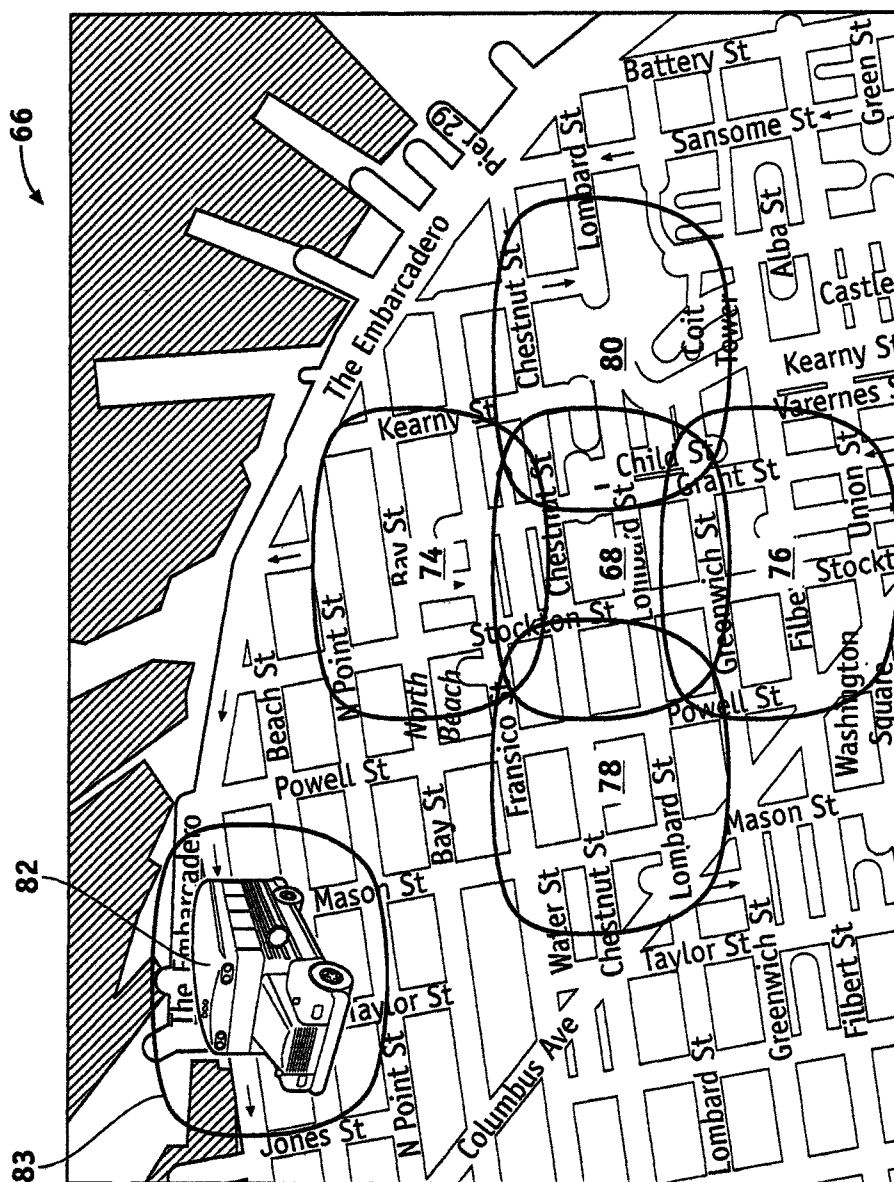 66
82
83
The Embarcadero
Pier 29
Battery St
Sansome St
Green St
Lombard St
Chestnut St
Alba St
Castle
Coit
Tower
80
Kearny St
Varernes
Kearny St
The Embarcadero
Bay St
74
Chestnut St
68
Lombard St
Child St
Grant St
Greenwich St
76
Union St
Stockt
Stockton St
Filbe
Washington
Square
Beach St
N Point St
North
Beach
Fransico St
Powell St
Powell St
78
Bay St
Mason St
Mason St
Water St
Chestnut St
Lombard St
Taylor St
Taylor St
Greenwich St
Filbert St
N Point St
Columbus Ave
Jones St
Lombard St